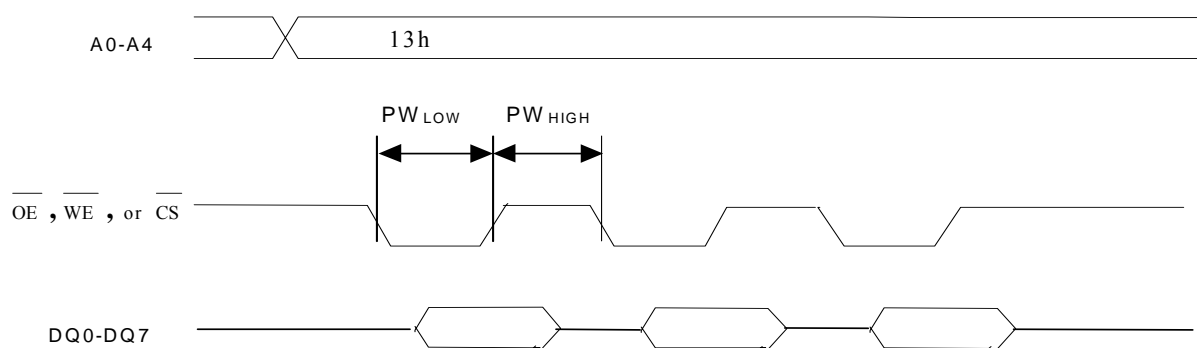 A0-A4
13h
PW LOW
PW HIGH
OE , WE , or CS
DQ0-DQ7